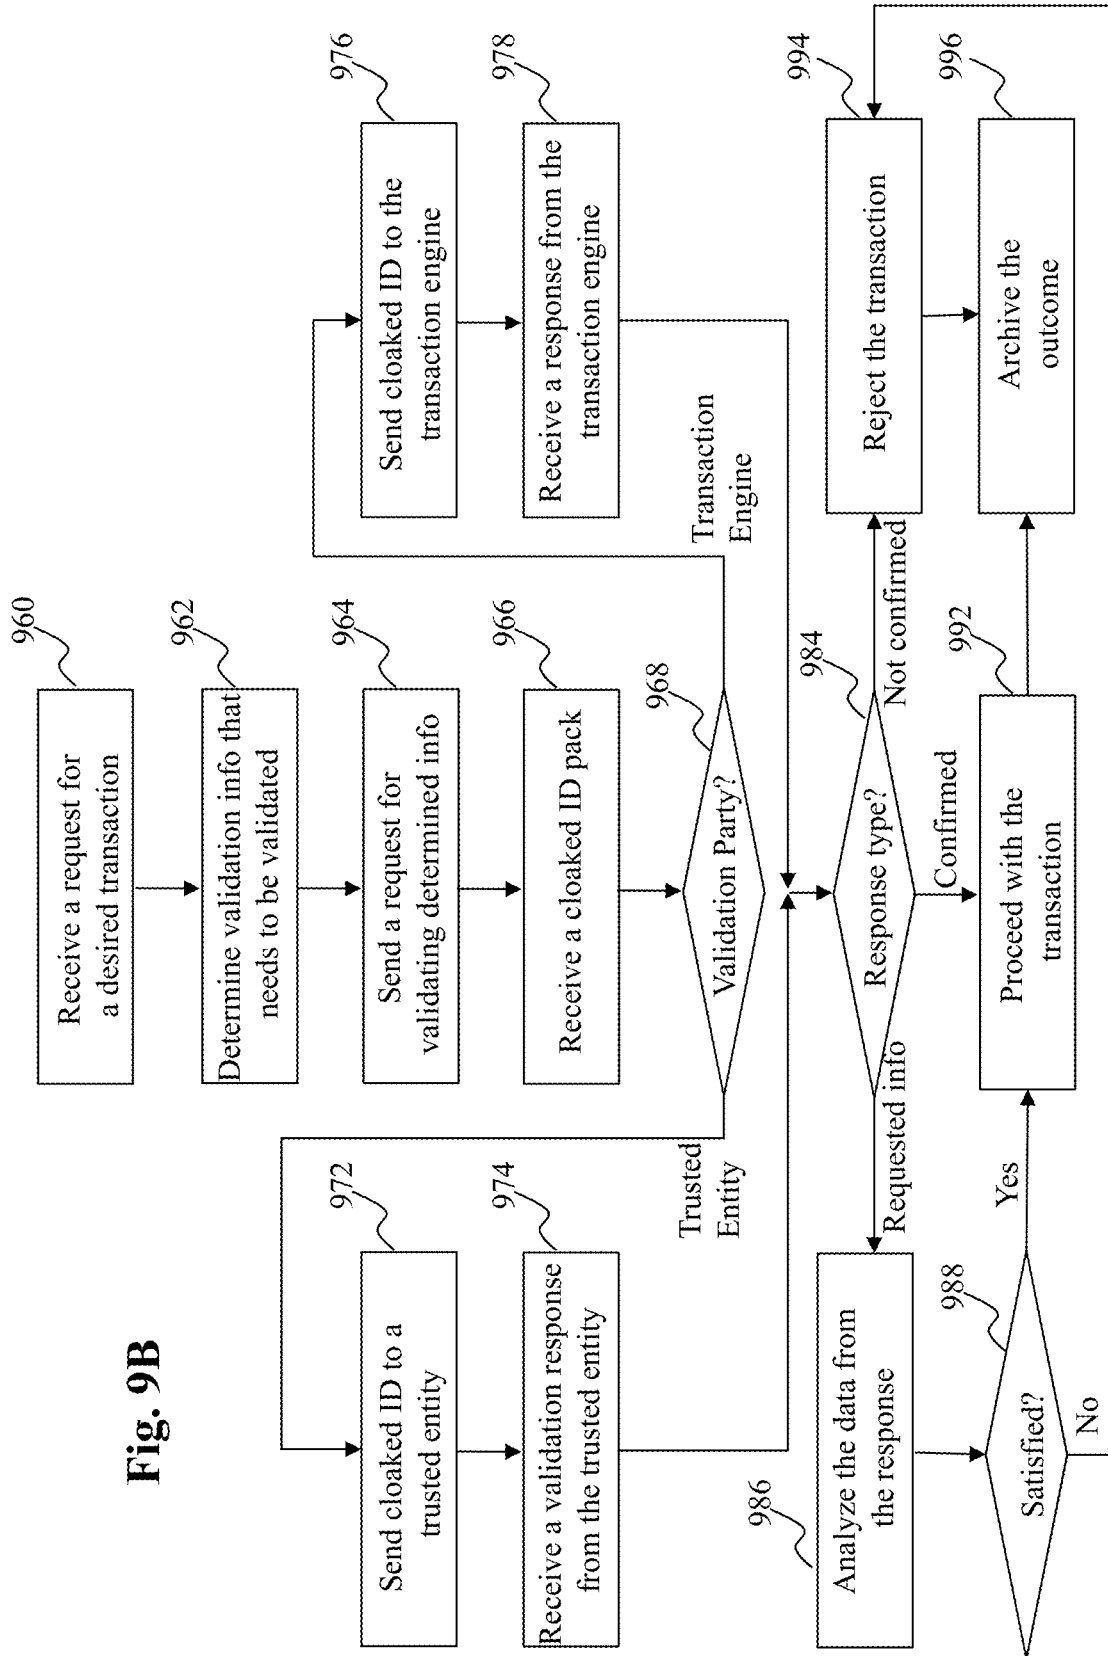 Fig. 9B
960
Receive a request for
a desired transaction
962
Determine validation info that
needs to be validated
964
Send a request for
validating determined info
966
Receive a cloaked ID pack
968
Validation Party?
Trusted
Entity
Transaction
Engine
972
Send cloaked ID to a
trusted entity
974
Receive a validation response
from the trusted entity
976
Send cloaked ID to the
transaction engine
978
Receive a response from the
transaction engine
984
Response type?
Requested info
Confirmed
Not confirmed
986
Analyze the data from
the response
988
Satisfied?
Yes
No
992
Proceed with the
transaction
994
Reject the transaction
996
Archive the
outcome